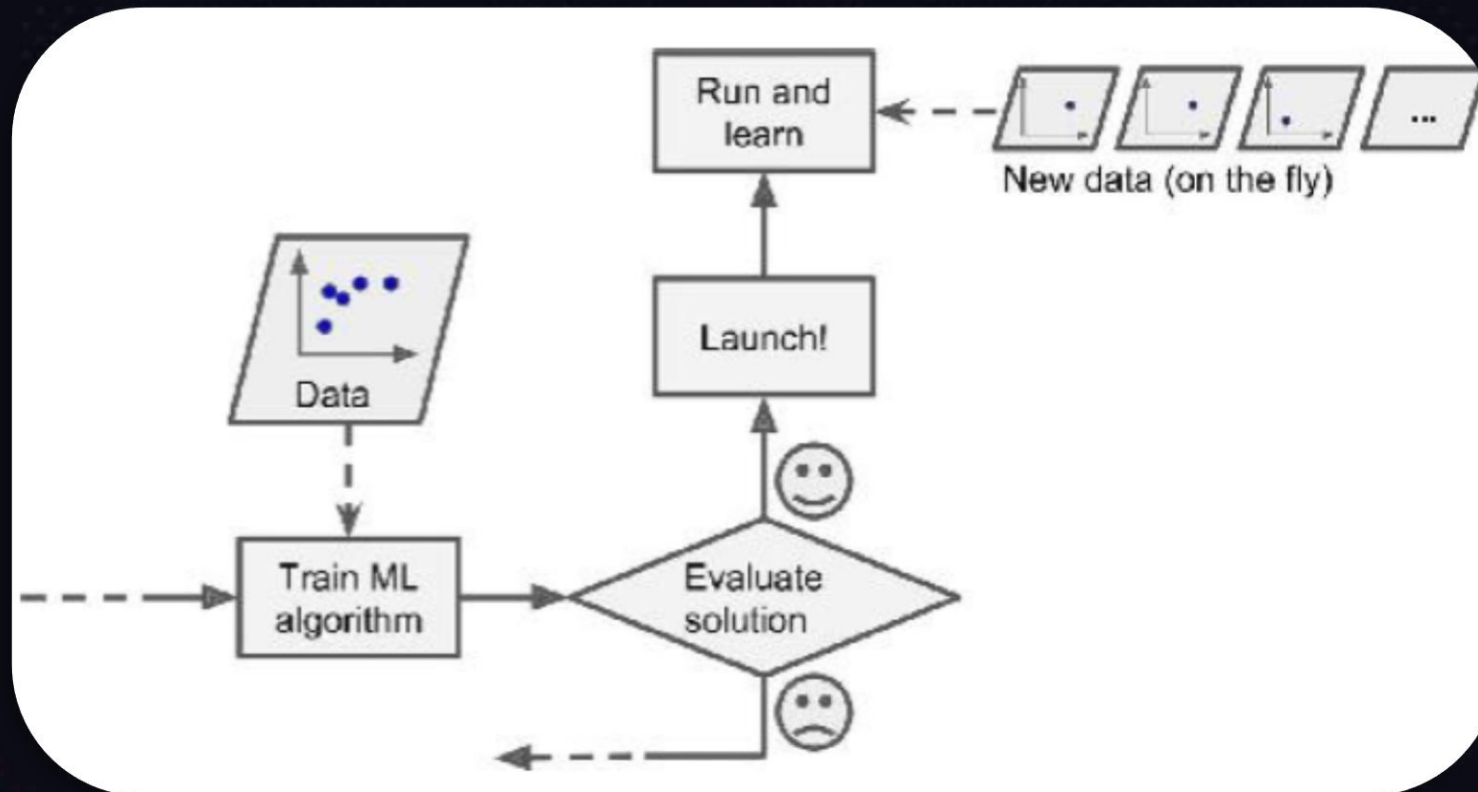 Run and
learn
...
New data (on the fly)
Data
Launch!
Train ML
algorithm
Evaluate
solution